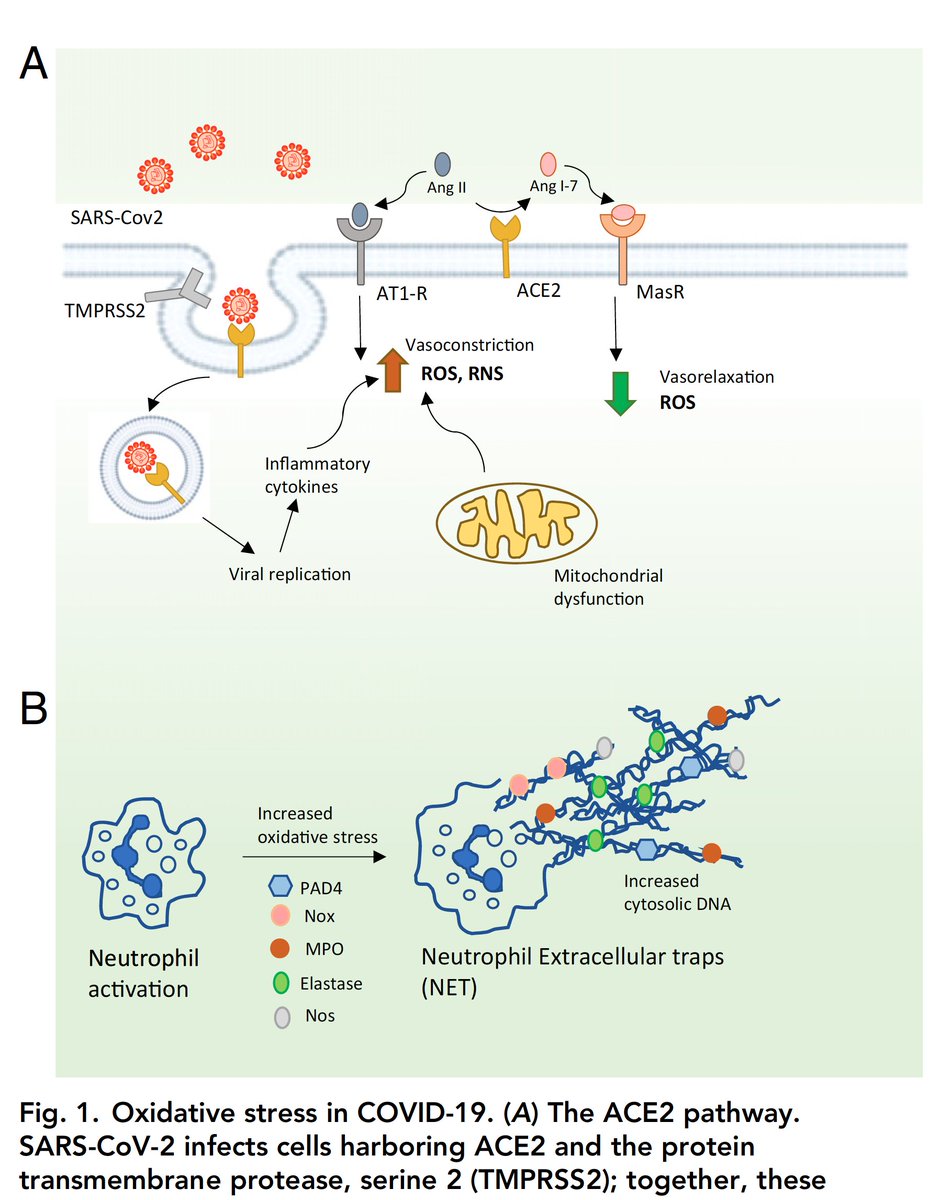 A
SARS-Cov2
Ang II
Ang I-7
TMPRSS2
AT1-R
ACE2
MasR
Vasoconstriction
ROS, RNS
Vasorelaxation
ROS
Inflammatory
cytokines
Viral replication
Mitochondrial
dysfunction
B
Increased
oxidative stress
PAD4
Nox
MPO
Elastase
Nos
Neutrophil
activation
Increased
cytosolic DNA
Neutrophil Extracellular traps
(NET)
Fig. 1. Oxidative stress in COVID-19. (A) The ACE2 pathway.
SARS-CoV-2 infects cells harboring ACE2 and the protein
transmembrane protease, serine 2 (TMPRSS2); together, these